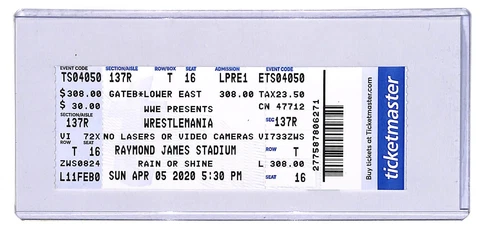 EVENT CODE SECTION/AISLE ROW/BOX SEAT ADMISSION EVENT CODE
TS04050 137R T 16 LPRE1 ETS04050
$308.00 GATEB*LOWER EAST 308.00 TAX23.50
$ 30.00 WWE PRESENTS CN 47712
SECTION/AISLE
137R WRESTLEMANIA SEC 137R
VI 72X NO LASERS OR VIDEO CAMERAS VI733ZWS
ROW SEAT
T 16 RAYMOND JAMES STADIUM ROW T
ZWS0824 RAIN OR SHINE L 308.00
L11FEB0 SUN APR 05 2020 5:30 PM SEAT 16
2775878O6271
Buy tickets at Ticketmaster.com
ticketmaster